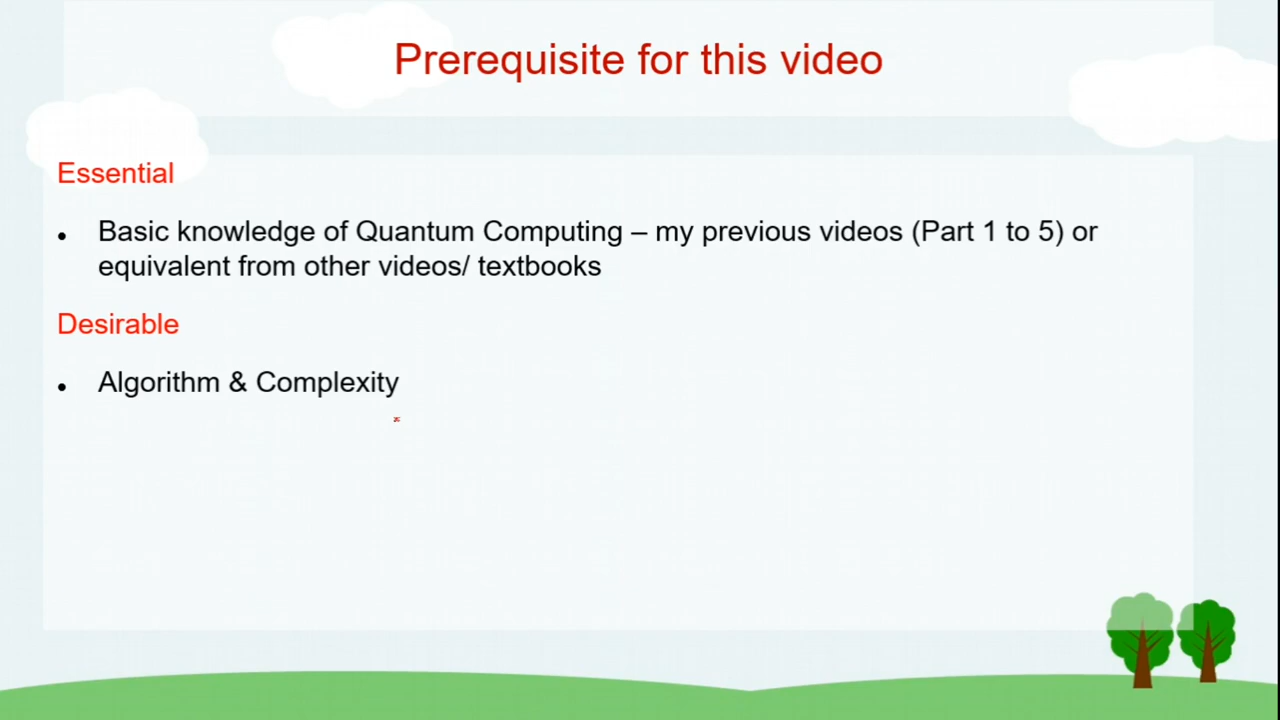 Prerequisite for this video
Essential
• Basic knowledge of Quantum Computing – my previous videos (Part 1 to 5) or
equivalent from other videos/ textbooks
Desirable
• Algorithm & Complexity